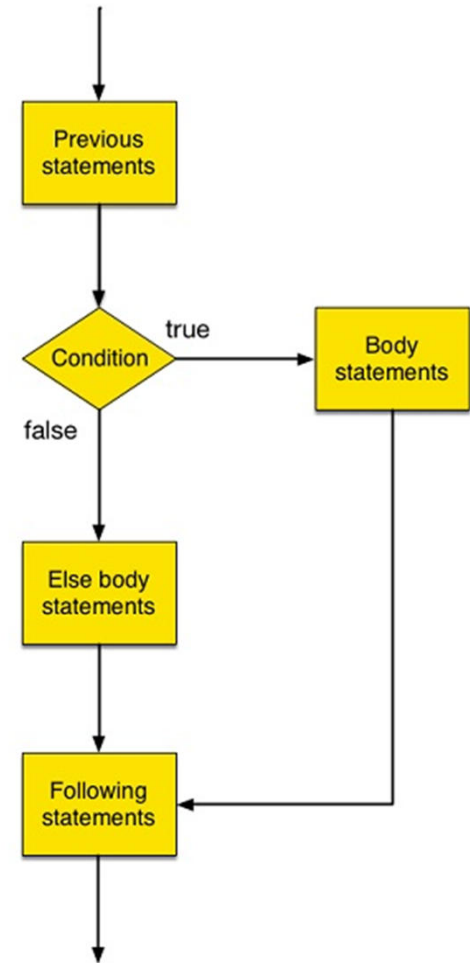 Previous
statements
Condition
true
Body
statements
false
Else body
statements
Following
statements